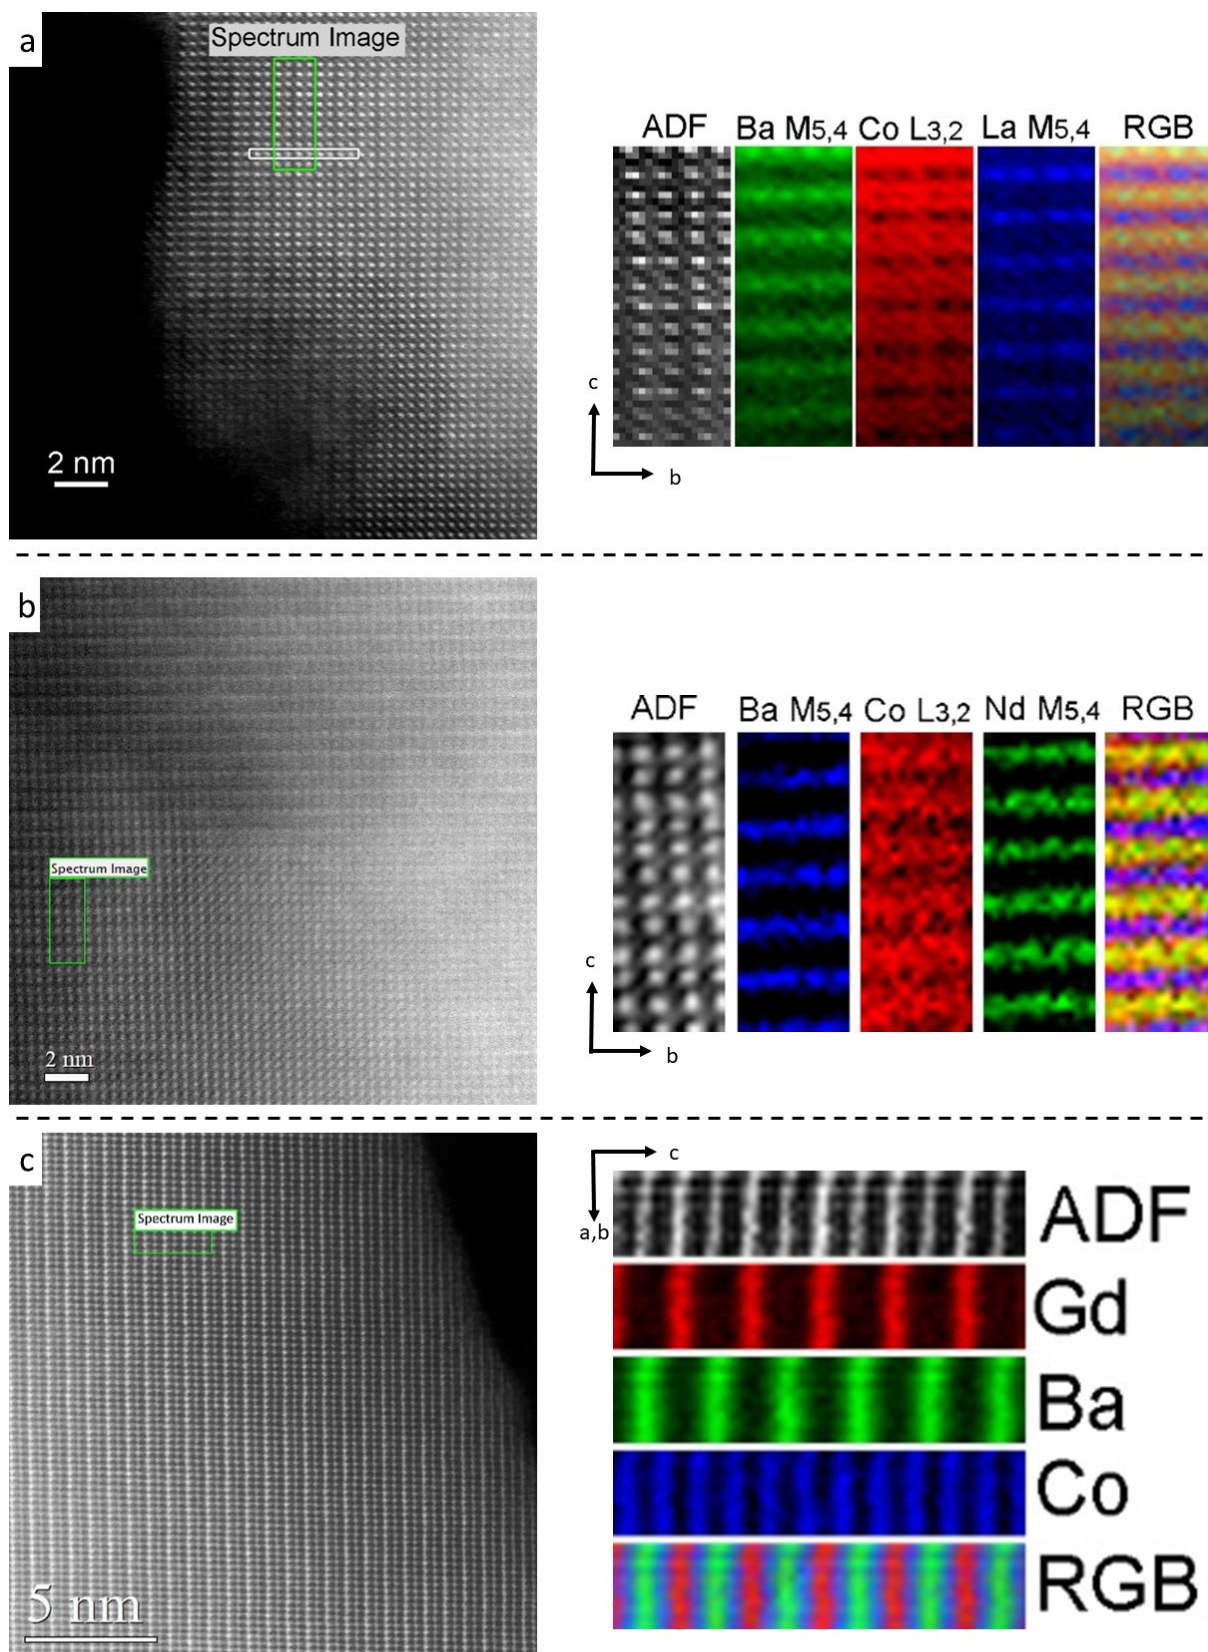 a
Spectrum Image
2 nm
ADF
Ba M5,4
Co L3,2
La M5,4
RGB
c
b
b
Spectrum Image
2 nm
ADF
Ba M5,4
Co L3,2
Nd M5,4
RGB
c
b
c
Spectrum Image
5 nm
c
a,b
ADF
Gd
Ba
Co
RGB